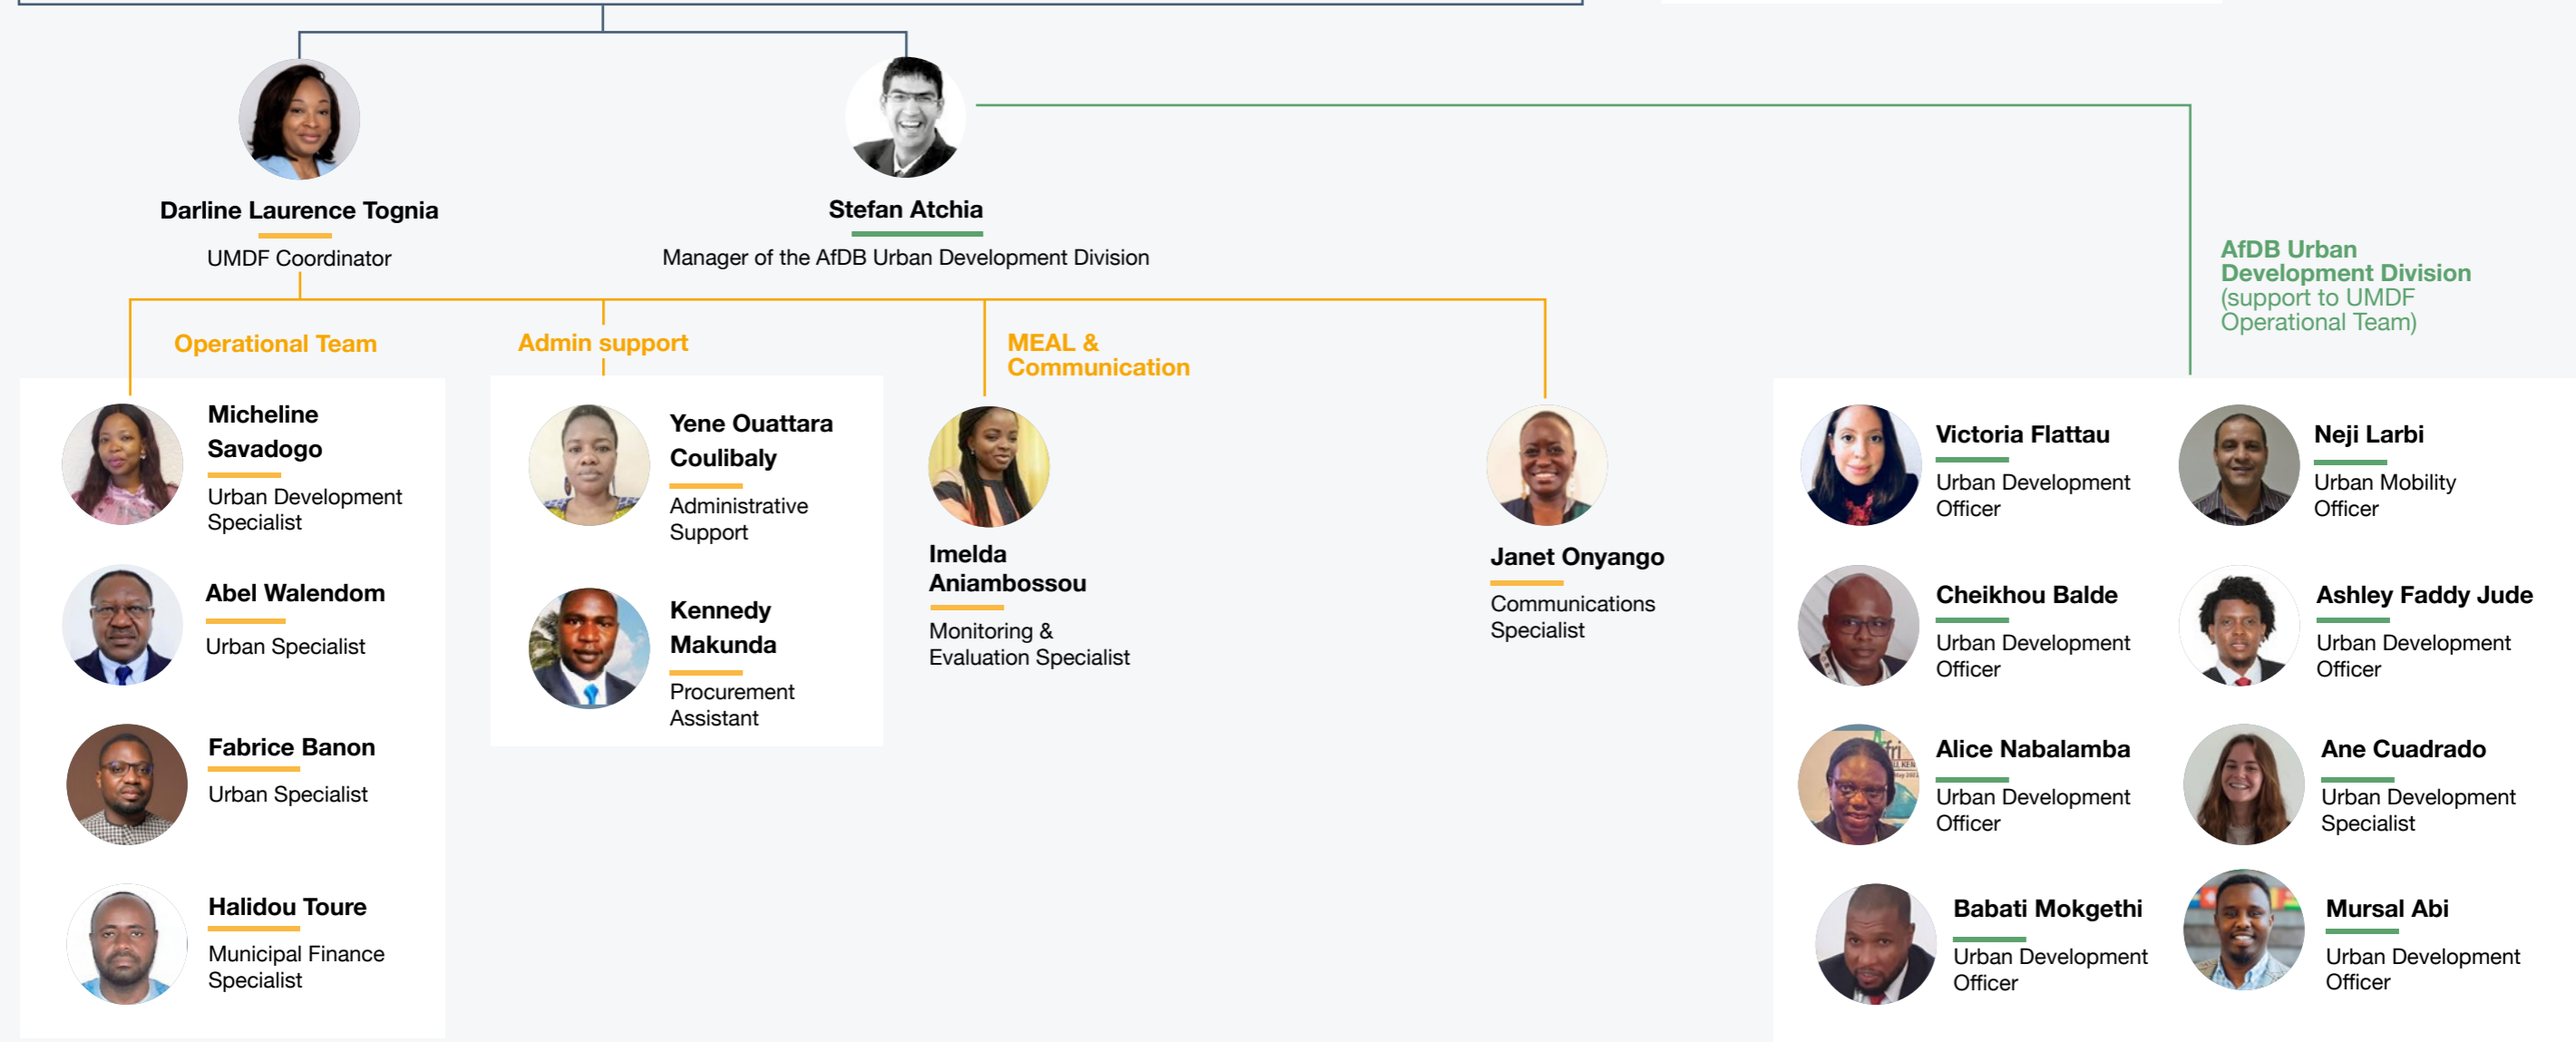 Darline Laurence Tognia
UMDF Coordinator
Stefan Atchia
Manager of the AfDB Urban Development Division
AfDB Urban
Development Division
(support to UMDF
Operational Team)
Operational Team
Micheline
Savadogo
Urban Development
Specialist
Abel Walendom
Urban Specialist
Fabrice Banon
Urban Specialist
Halidou Toure
Municipal Finance
Specialist
Admin support
Yene Ouattara
Coulibaly
Administrative
Support
Kennedy
Makunda
Procurement
Assistant
MEAL &
Communication
Imelda
Aniambossou
Monitoring &
Evaluation Specialist
Janet Onyango
Communications
Specialist
Victoria Flattau
Urban Development
Officer
Neji Larbi
Urban Mobility
Officer
Cheikhou Balde
Urban Development
Officer
Ashley Faddy Jude
Urban Development
Officer
Alice Nabalamba
Urban Development
Officer
Ane Cuadrado
Urban Development
Specialist
Babati Mokgethi
Urban Development
Officer
Mursal Abi
Urban Development
Officer